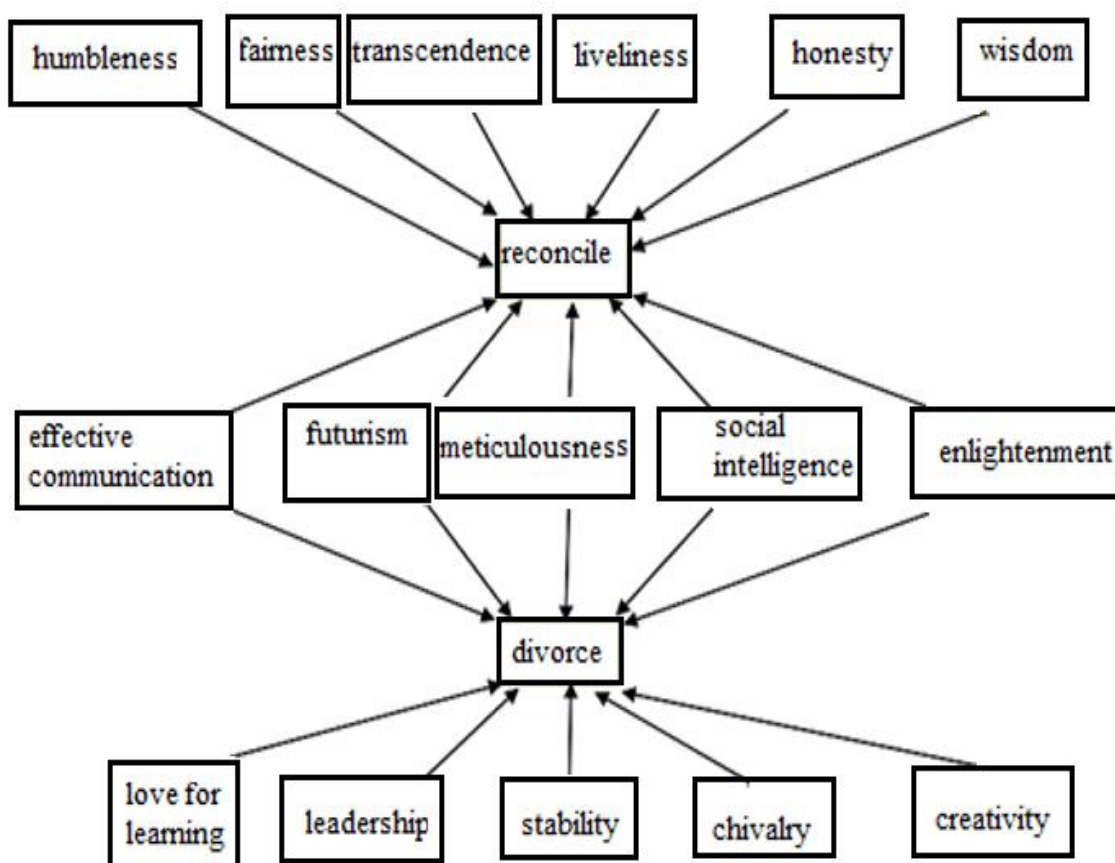 humbleness
fairness
transcendence
liveliness
honesty
wisdom
reconcile
effective
communication
futurism
meticulousness
social
intelligence
enlightenment
divorce
love for
learning
leadership
stability
chivalry
creativity